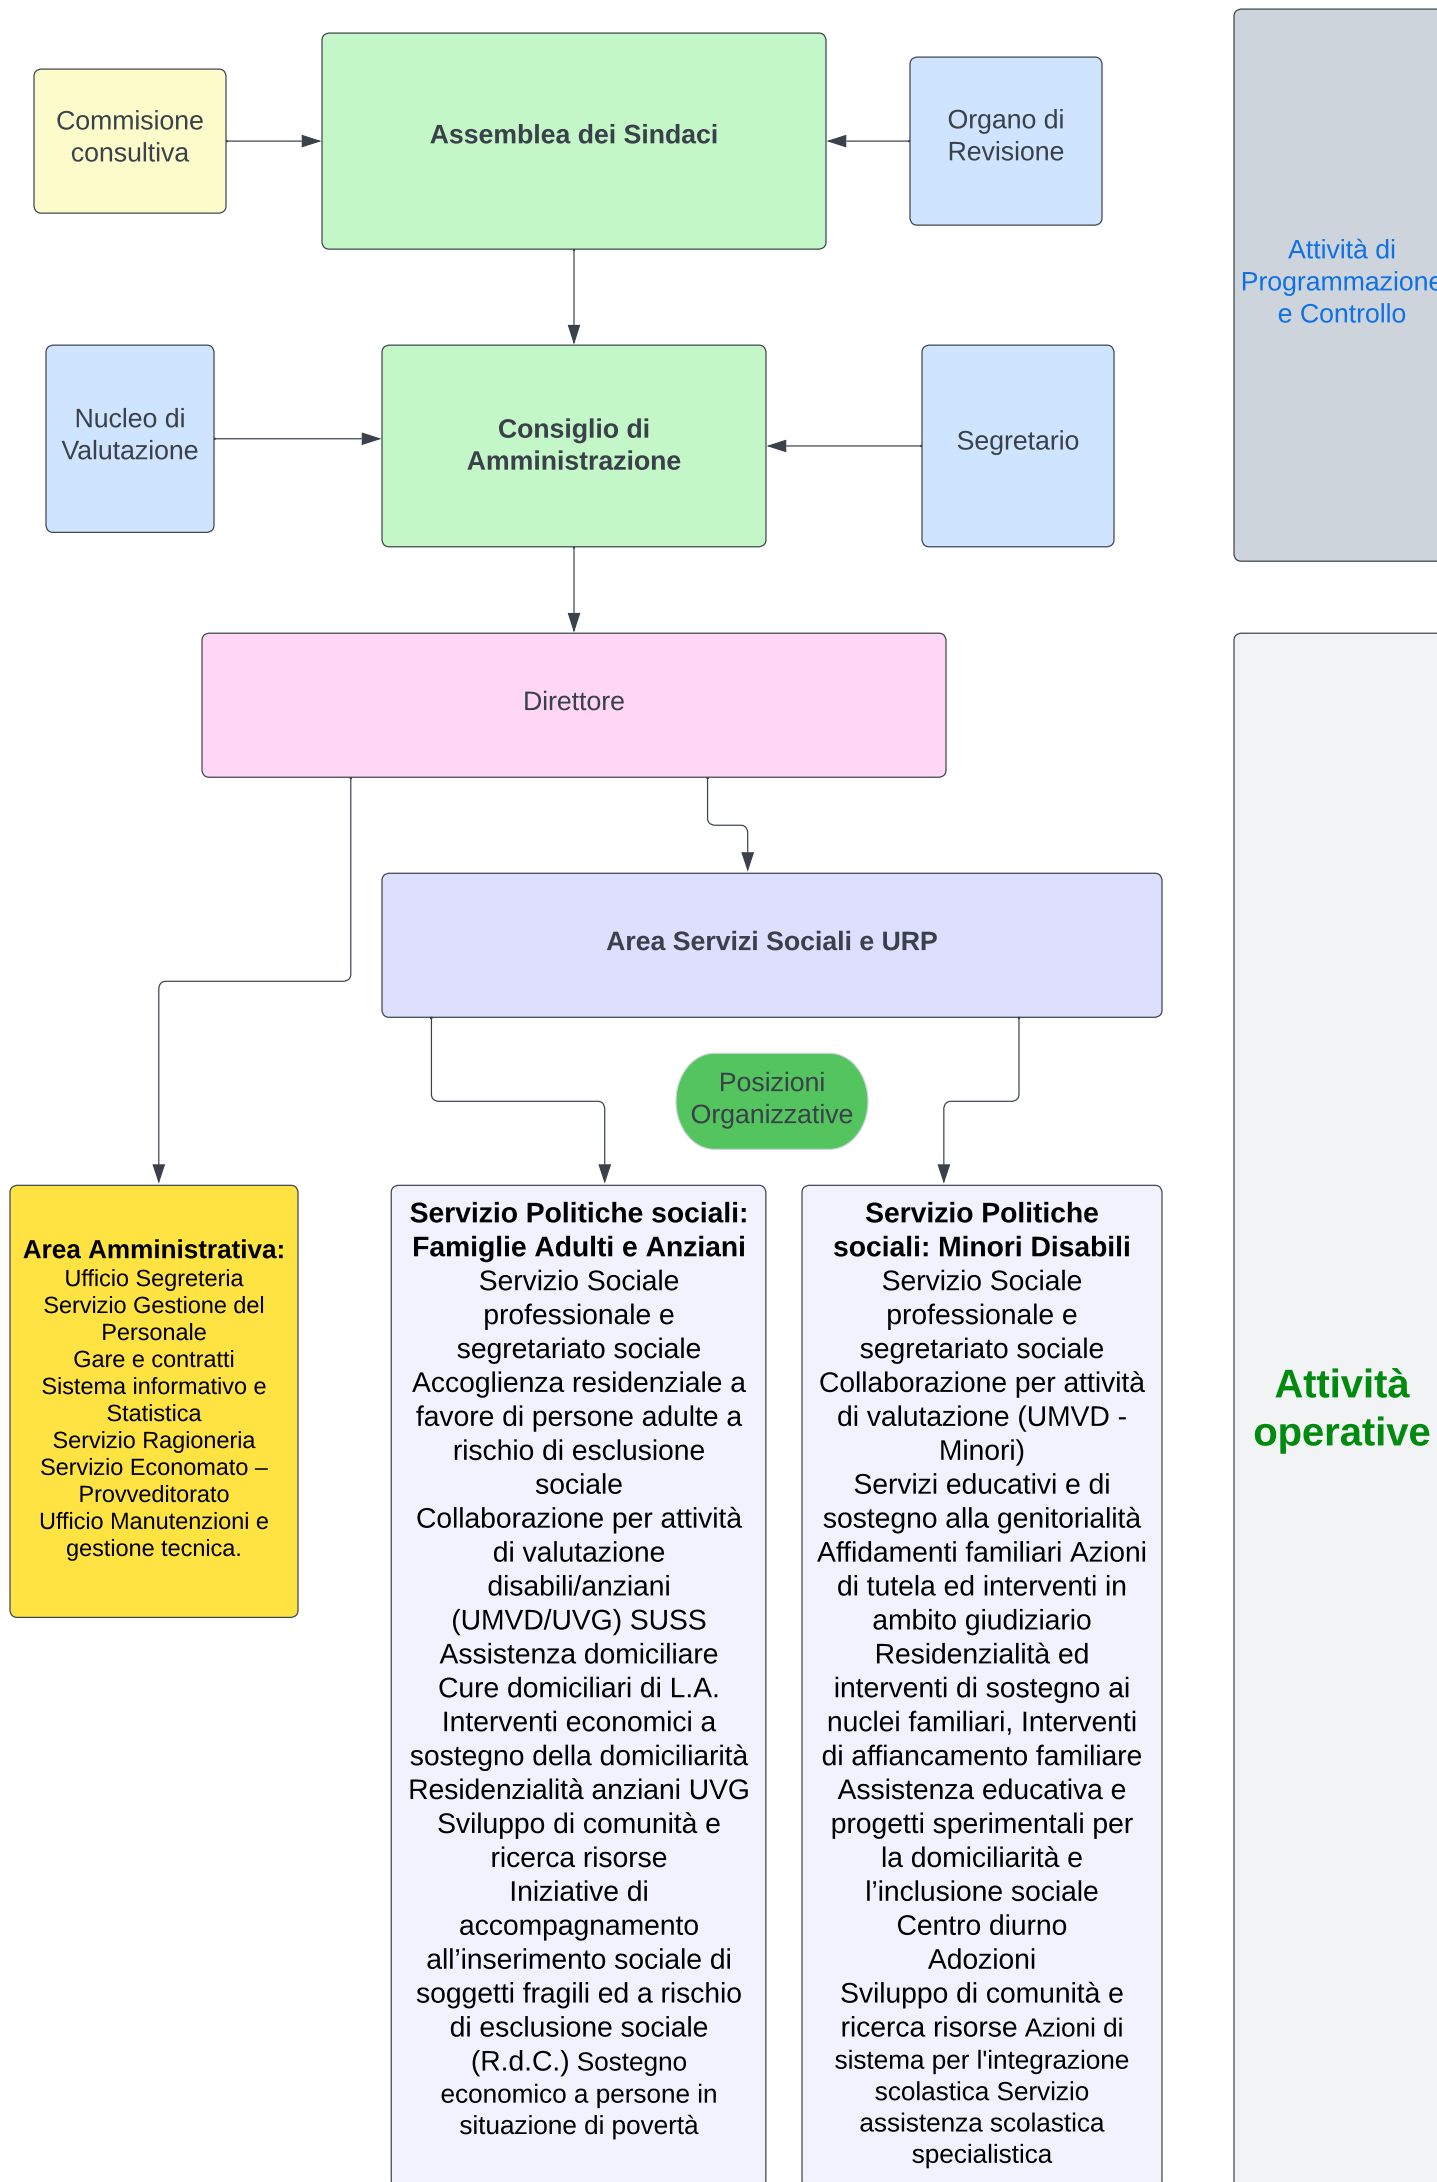 Commisione
consultiva
Assemblea dei Sindaci
Organo di
Revisione
Attività di
Programmazione
e Controllo
Nucleo di
Valutazione
Consiglio di
Amministrazione
Segretario
Direttore
Area Servizi Sociali e URP
Posizioni
Organizzative
Area Amministrativa:
Ufficio Segreteria
Servizio Gestione del
Personale
Gare e contratti
Sistema informativo e
Statistica
Servizio Ragioneria
Servizio Economato –
Provveditorato
Ufficio Manutenzioni e
gestione tecnica.
Servizio Politiche sociali:
Famiglie Adulti e Anziani
Servizio Sociale
professionale e
segretariato sociale
Accoglienza residenziale a
favore di persone adulte a
rischio di esclusione
sociale
Collaborazione per attività
di valutazione
disabili/anziani
(UMVD/UVG) SUSS
Assistenza domiciliare
Cure domiciliari di L.A.
Interventi economici a
sostegno della domiciliarità
Residenzialità anziani UVG
Sviluppo di comunità e
ricerca risorse
Iniziative di
accompagnamento
all’inserimento sociale di
soggetti fragili ed a rischio
di esclusione sociale
(R.d.C.) Sostegno
economico a persone in
situazione di povertà
Servizio Politiche
sociali: Minori Disabili
Servizio Sociale
professionale e
segretariato sociale
Collaborazione per attività
di valutazione (UMVD -
Minori)
Servizi educativi e di
sostegno alla genitorialità
Affidamenti familiari Azioni
di tutela ed interventi in
ambito giudiziario
Residenzialità ed
interventi di sostegno ai
nuclei familiari, Interventi
di affiancamento familiare
Assistenza educativa e
progetti sperimentali per
la domiciliarità e
l’inclusione sociale
Centro diurno
Adozioni
Sviluppo di comunità e
ricerca risorse Azioni di
sistema per l'integrazione
scolastica Servizio
assistenza scolastica
specialistica
Attività
operative